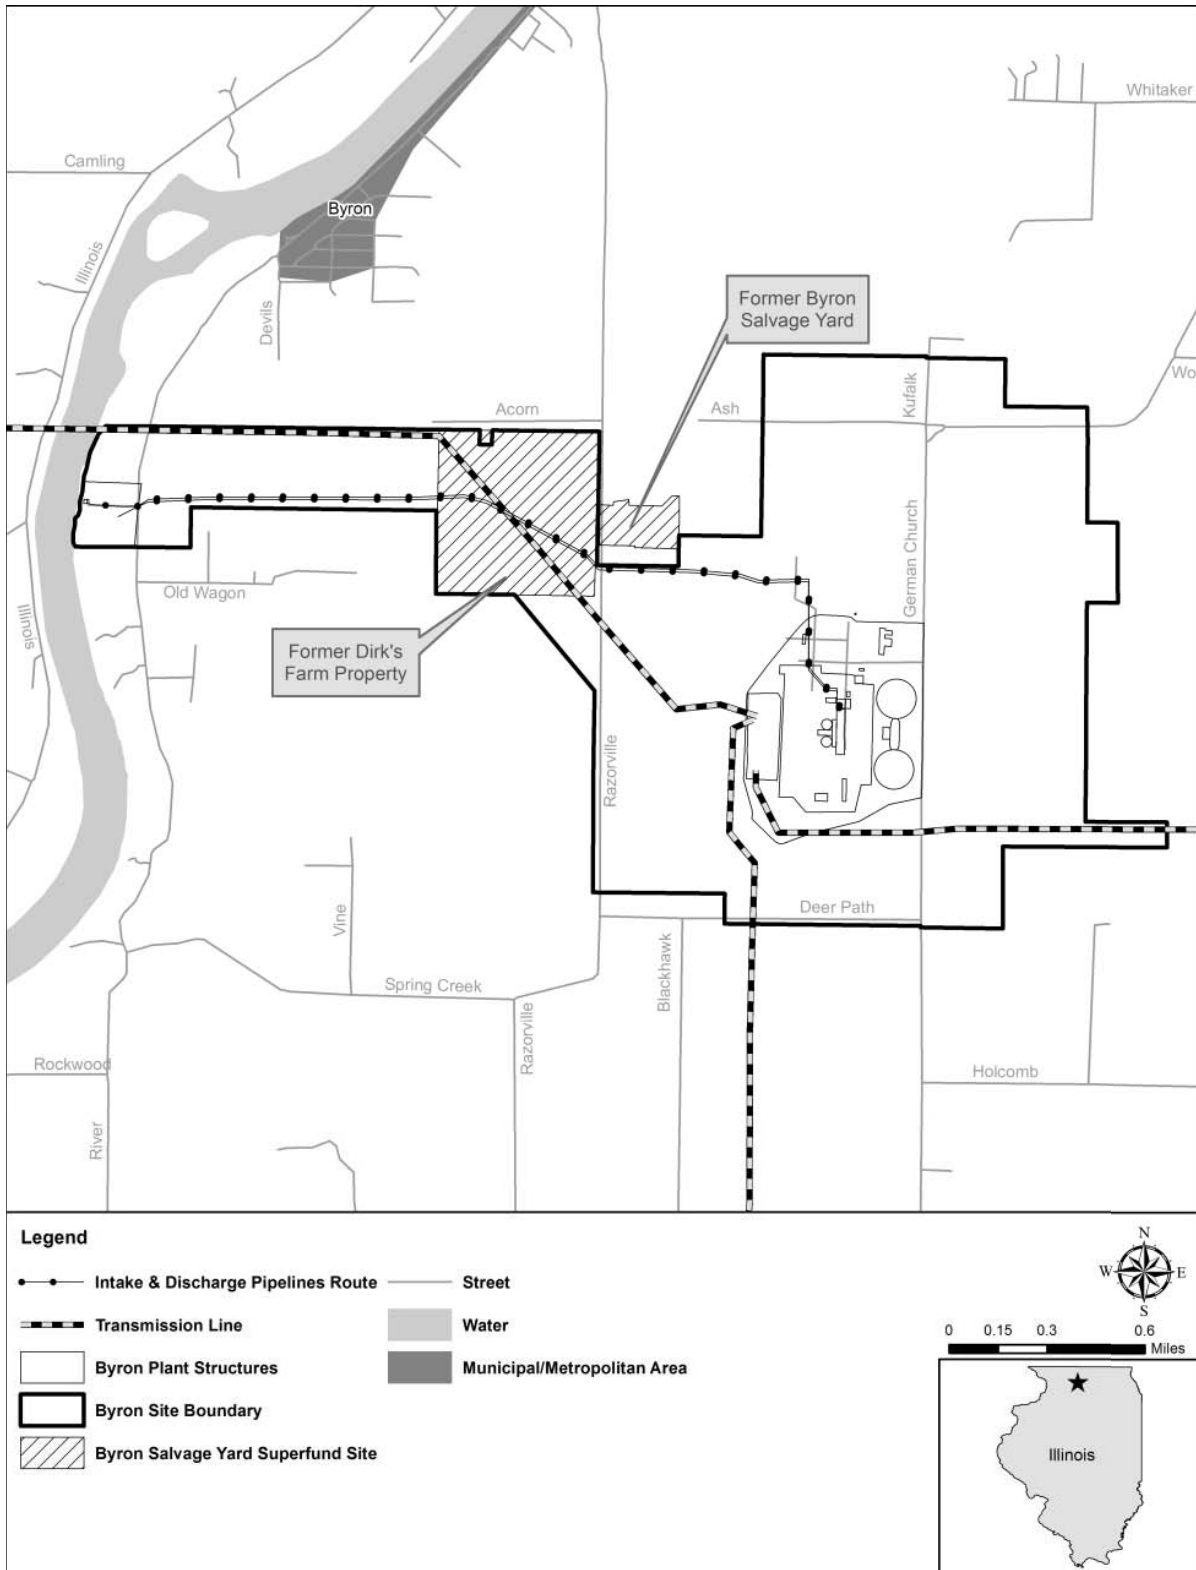 Whitaker
Camling
Byron
Illinois
Devils
Former Byron
Salvage Yard
Kufalk
Wo
Acorn
Ash
German Church
Old Wagon
Illinois
Former Dirk's
Farm Property
Razorville
Vine
Deer Path
Blackhawk
Spring Creek
Razorville
Rockwood
Holcomb
River
Legend
Intake & Discharge Pipelines Route
Street
Transmission Line
Water
Byron Plant Structures
Municipal/Metropolitan Area
Byron Site Boundary
Byron Salvage Yard Superfund Site
N
W E
S
0 0.15 0.3 0.6
Miles
Illinois